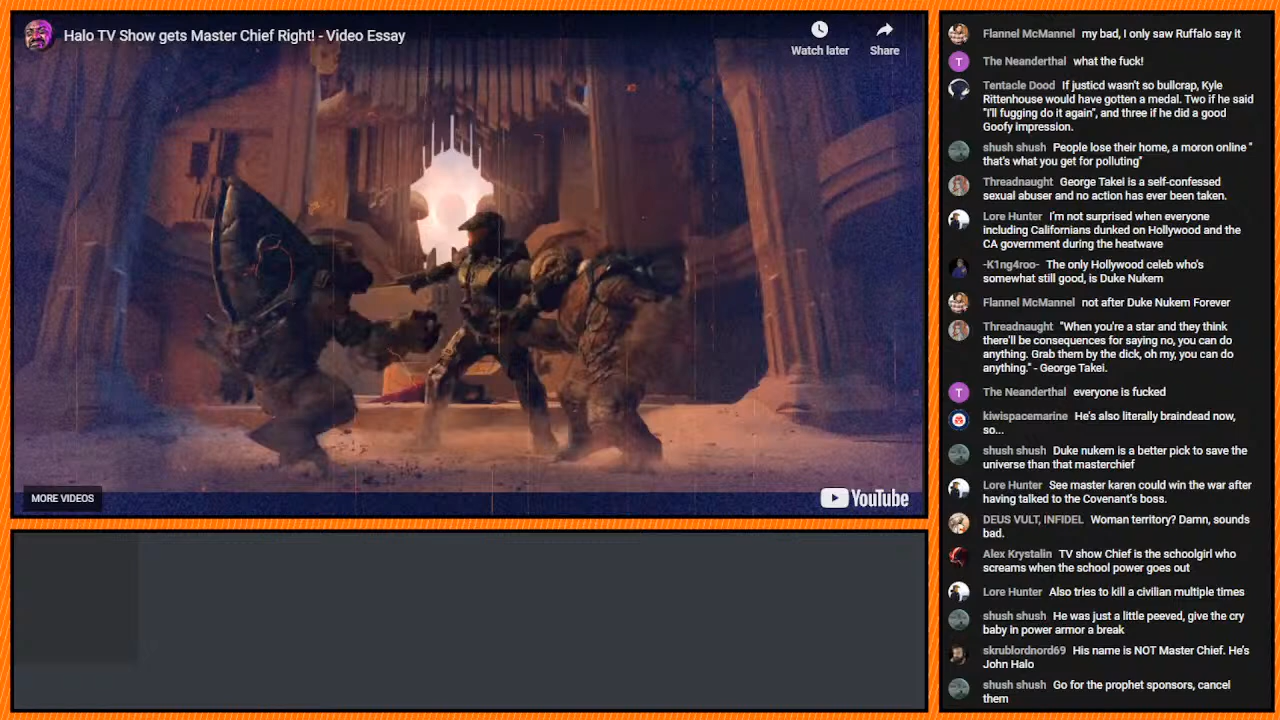 Halo TV Show gets Master Chief Right! - Video Essay
Watch later
Share
MORE VIDEOS
YouTube
Flannel McMannel my bad, I only saw Ruffalo say it
T The Neanderthal what the fuck!
Tentacle Dood If justicd wasn't so bullcrap, Kyle
Rittenhouse would have gotten a medal. Two if he said
"I'll fugging do it again", and three if he did a good
Goofy impression.
shush shush People lose their home, a moron online "
that's what you get for polluting"
Threadnaught George Takei is a self-confessed
sexual abuser and no action has ever been taken.
Lore Hunter I'm not surprised when everyone
including Californians dunked on Hollywood and the
CA government during the heatwave
-K1ng4roo- The only Hollywood celeb who's
somewhat still good, is Duke Nukem
Flannel McMannel not after Duke Nukem Forever
Threadnaught "When you're a star and they think
there'll be consequences for saying no, you can do
anything. Grab them by the dick, oh my, you can do
anything." - George Takei.
T The Neanderthal everyone is fucked
kiwispacemarine He's also literally braindead now,
so...
shush shush Duke nukem is a better pick to save the
universe than that masterchief
Lore Hunter See master karen could win the war after
having talked to the Covenant's boss.
DEUS VULT, INFIDEL Woman territory? Damn, sounds
bad.
Alex Krystalin TV show Chief is the schoolgirl who
screams when the school power goes out
Lore Hunter Also tries to kill a civilian multiple times
shush shush He was just a little peeved, give the cry
baby in power armor a break
skrublordnord69 His name is NOT Master Chief. He's
John Halo
shush shush Go for the prophet sponsors, cancel
them